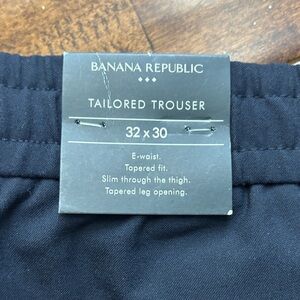 BANANA REPUBLIC
TAILORED TROUSER
32 x 30
E-waist.
Tapered fit.
Slim through the thigh.
Tapered leg opening.